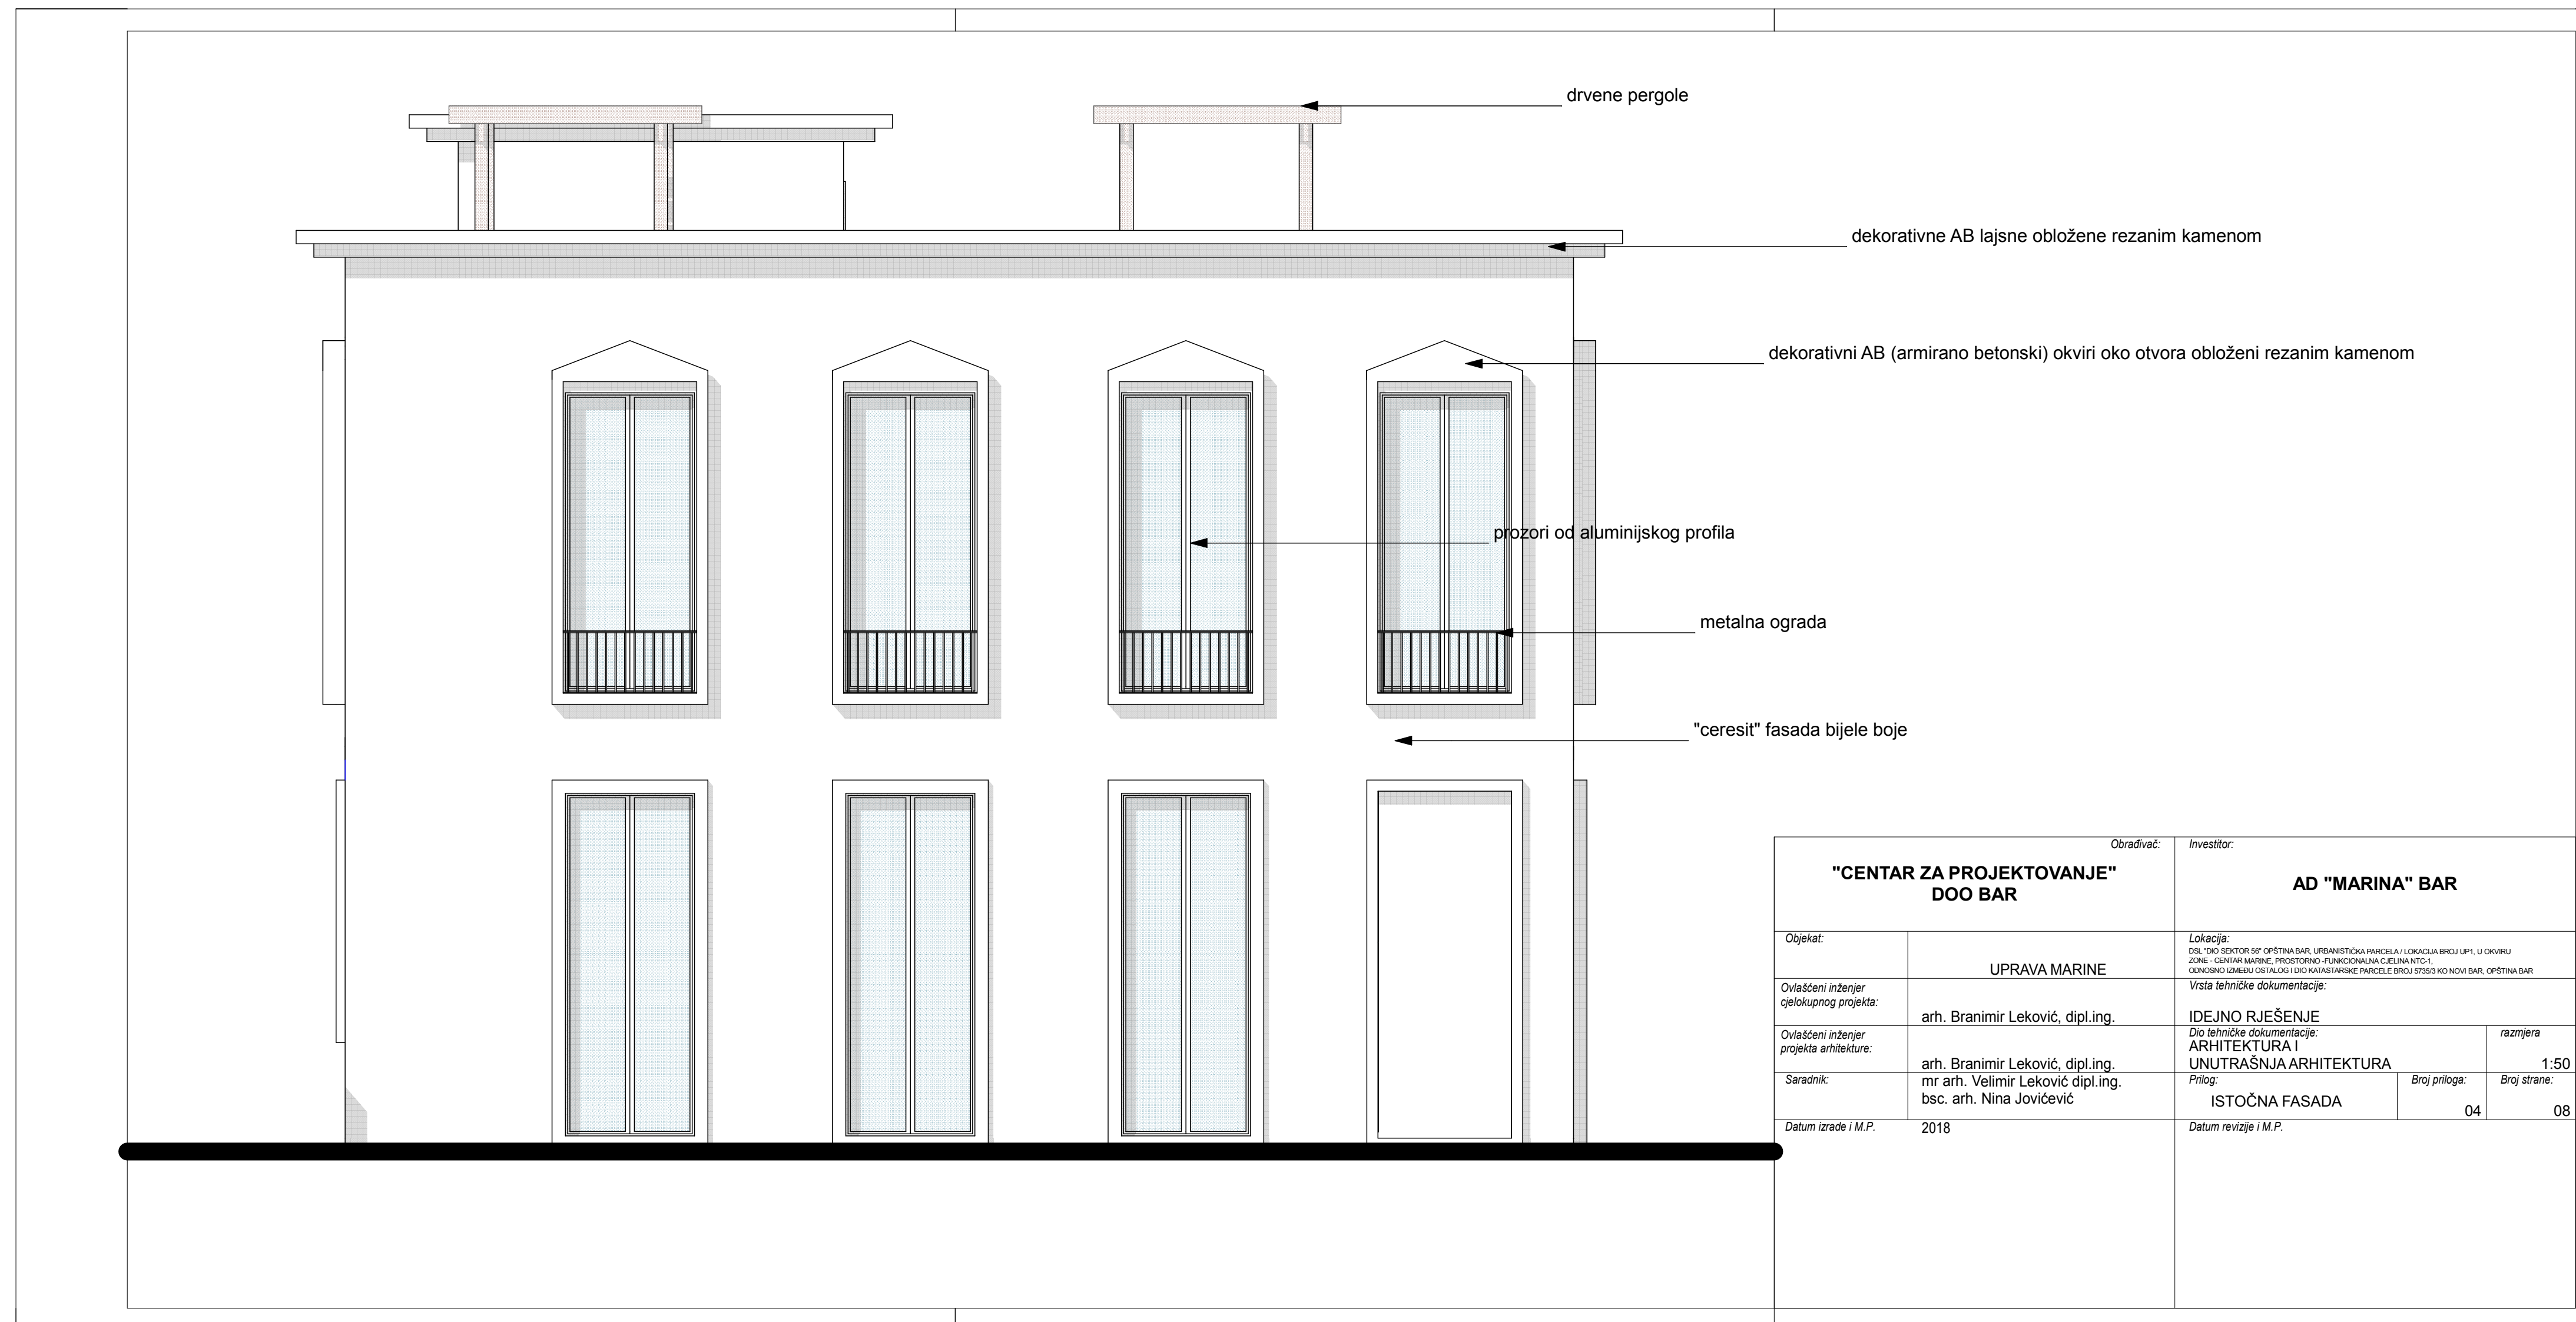 drvene pergole
dekorativne AB lajsne obložene rezanim kamenom
dekorativni AB (armirano betonski) okviri oko otvora obloženi rezanim kamenom
prozori od aluminijskog profila
metalna ograda
"ceresit" fasada bijele boje
Obrađivač:
"CENTAR ZA PROJEKTOVANJE"
DOO BAR
Investitor:
AD "MARINA" BAR
Objekat:
UPRAVA MARINE
Lokacija:
DSL "DIO SEKTOR 56" OPŠTINA BAR, URBANISTIČKA PARCELA / LOKACIJA BROJ UP1, U OKVIRU
ZONE - CENTAR MARINE, PROSTORNO -FUNKCIONALNA CJELINA NTC-1,
ODNOSNO IZMEĐU OSTALOG I DIO KATASTARSKE PARCELE BROJ 5735/3 KO NOVI BAR, OPŠTINA BAR
Ovlašćeni inženjer
cjelokupnog projekta:
arh. Branimir Leković, dipl.ing.
Vrsta tehničke dokumentacije:
IDEJNO RJEŠENJE
Ovlašćeni inženjer
projekta arhitekture:
arh. Branimir Leković, dipl.ing.
Dio tehničke dokumentacije:
ARHITEKTURA I
UNUTRAŠNJA ARHITEKTURA
razmjera
1:50
Saradnik:
mr arh. Velimir Leković dipl.ing.
bsc. arh. Nina Jovićević
Prilog:
ISTOČNA FASADA
Broj priloga:
04
Broj strane:
08
Datum izrade i M.P.
2018
Datum revizije i M.P.